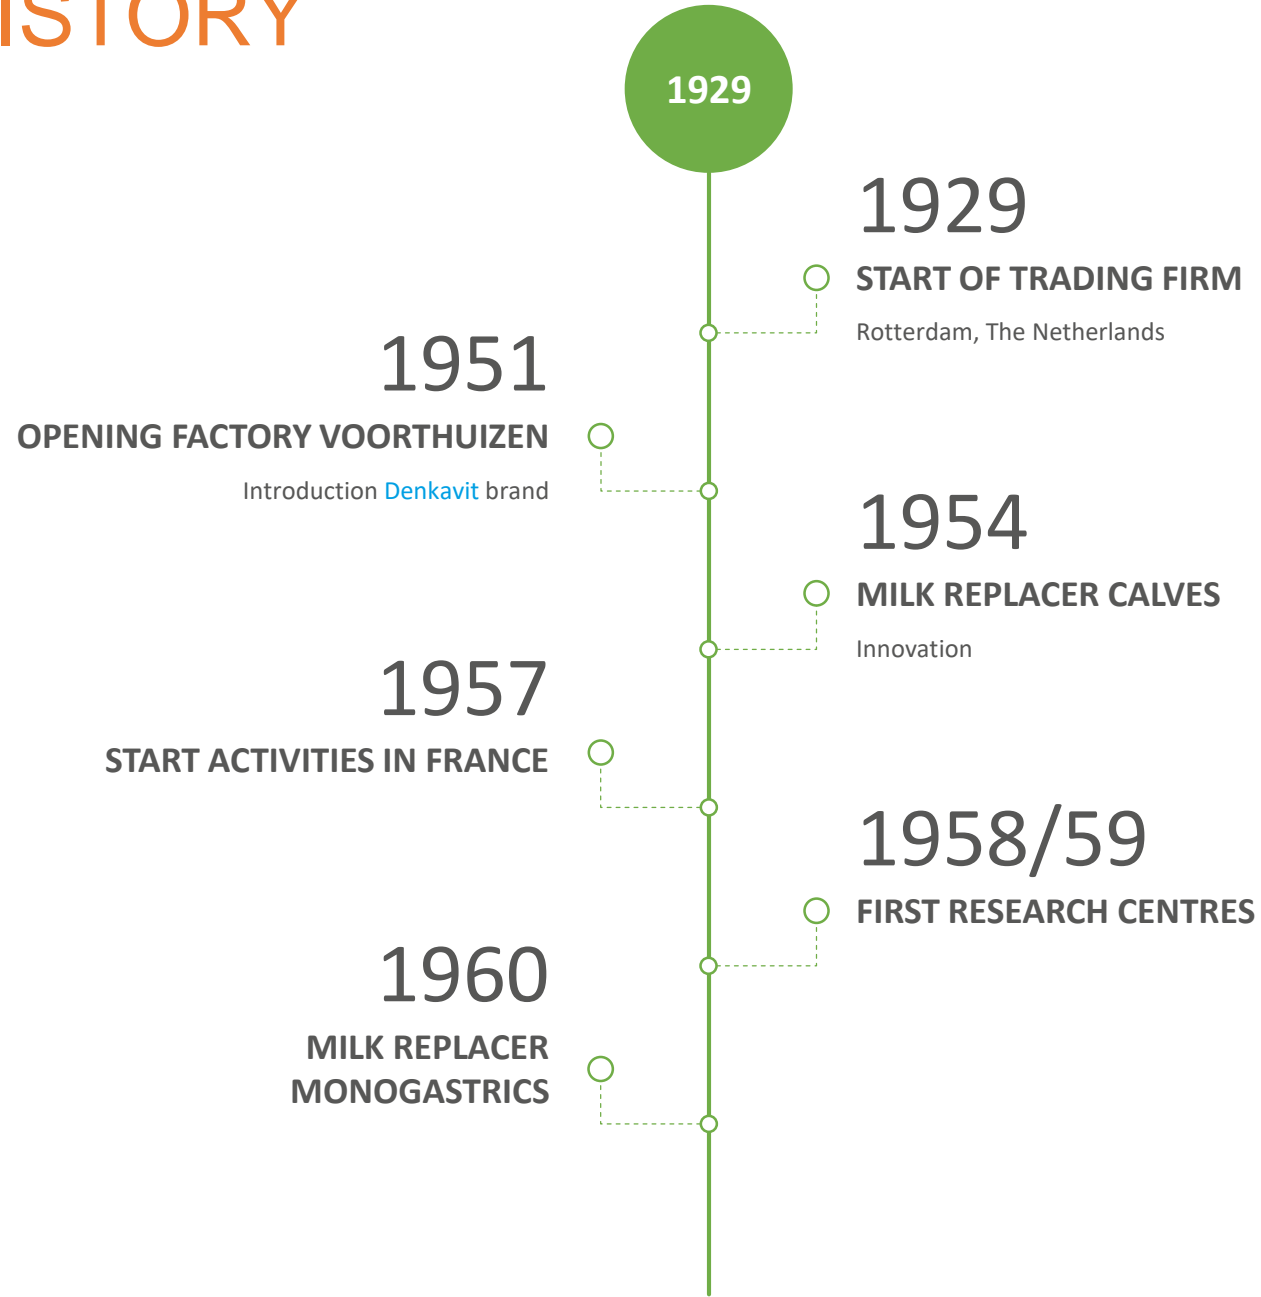 ISTORY
1929
1929
START OF TRADING FIRM
Rotterdam, The Netherlands
1951
OPENING FACTORY VOORTHUIZEN
Introduction Denkavit brand
1954
MILK REPLACER CALVES
Innovation
1957
START ACTIVITIES IN FRANCE
1958/59
FIRST RESEARCH CENTRES
1960
MILK REPLACER
MONOGASTRICS